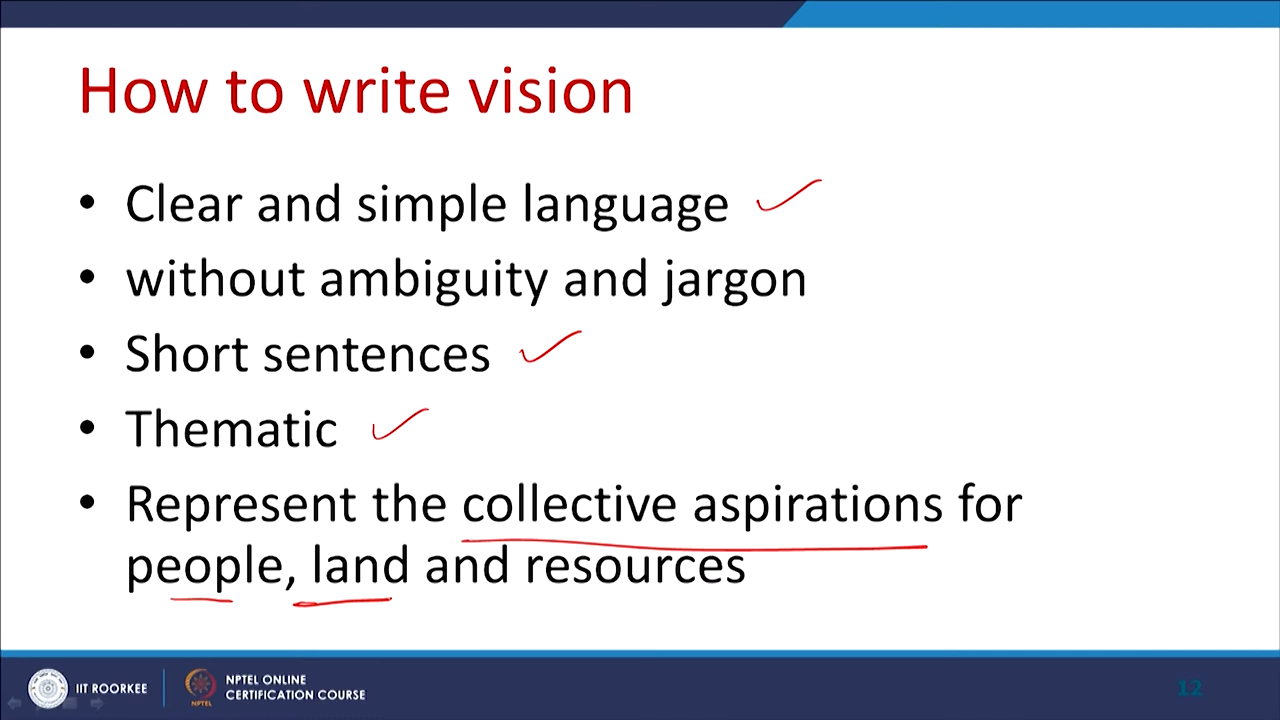 How to write vision
• Clear and simple language
• without ambiguity and jargon
• Short sentences
• Thematic
• Represent the collective aspirations for
people, land and resources
IIT ROORKEE
NPTEL
NPTEL ONLINE
CERTIFICATION COURSE
12